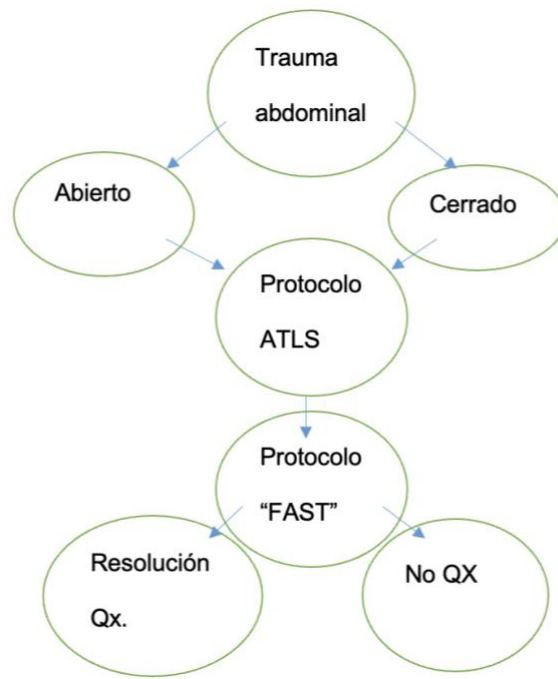 Trauma
abdominal
Abierto
Cerrado
Protocolo
ATLS
Protocolo
“FAST”
Resolución
Qx.
No QX